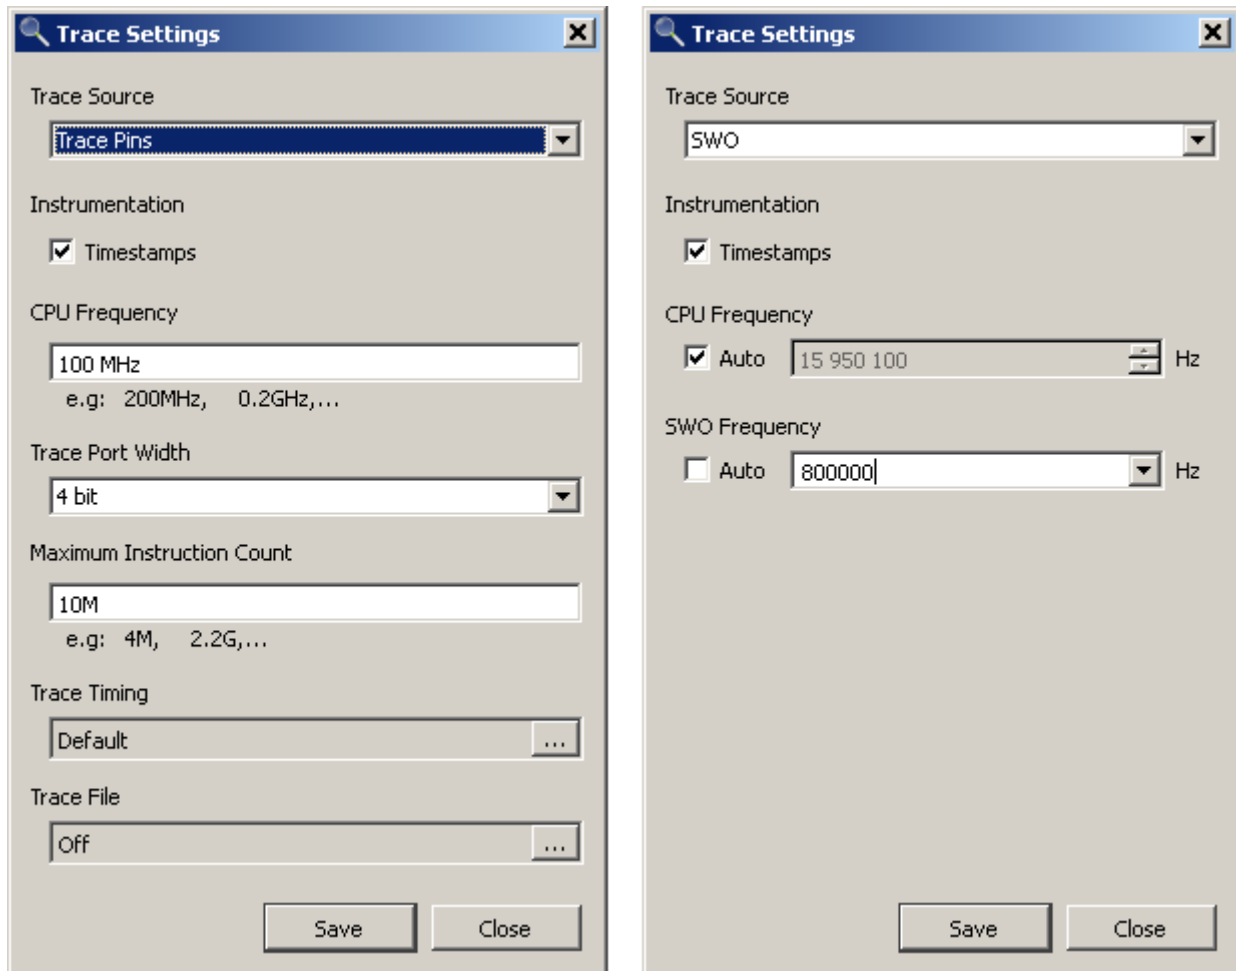 Trace Settings
Trace Source
Trace Pins
Instrumentation
Timestamps
CPU Frequency
100 MHz
e.g: 200MHz, 0.2GHz,...
Trace Port Width
4 bit
Maximum Instruction Count
10M
e.g: 4M, 2.2G,...
Trace Timing
Default
...
Trace File
Off
...
Save Close
Trace Settings
Trace Source
SWO
Instrumentation
Timestamps
CPU Frequency
Auto 15 950 100 Hz
SWO Frequency
Auto 800000 Hz
Save Close